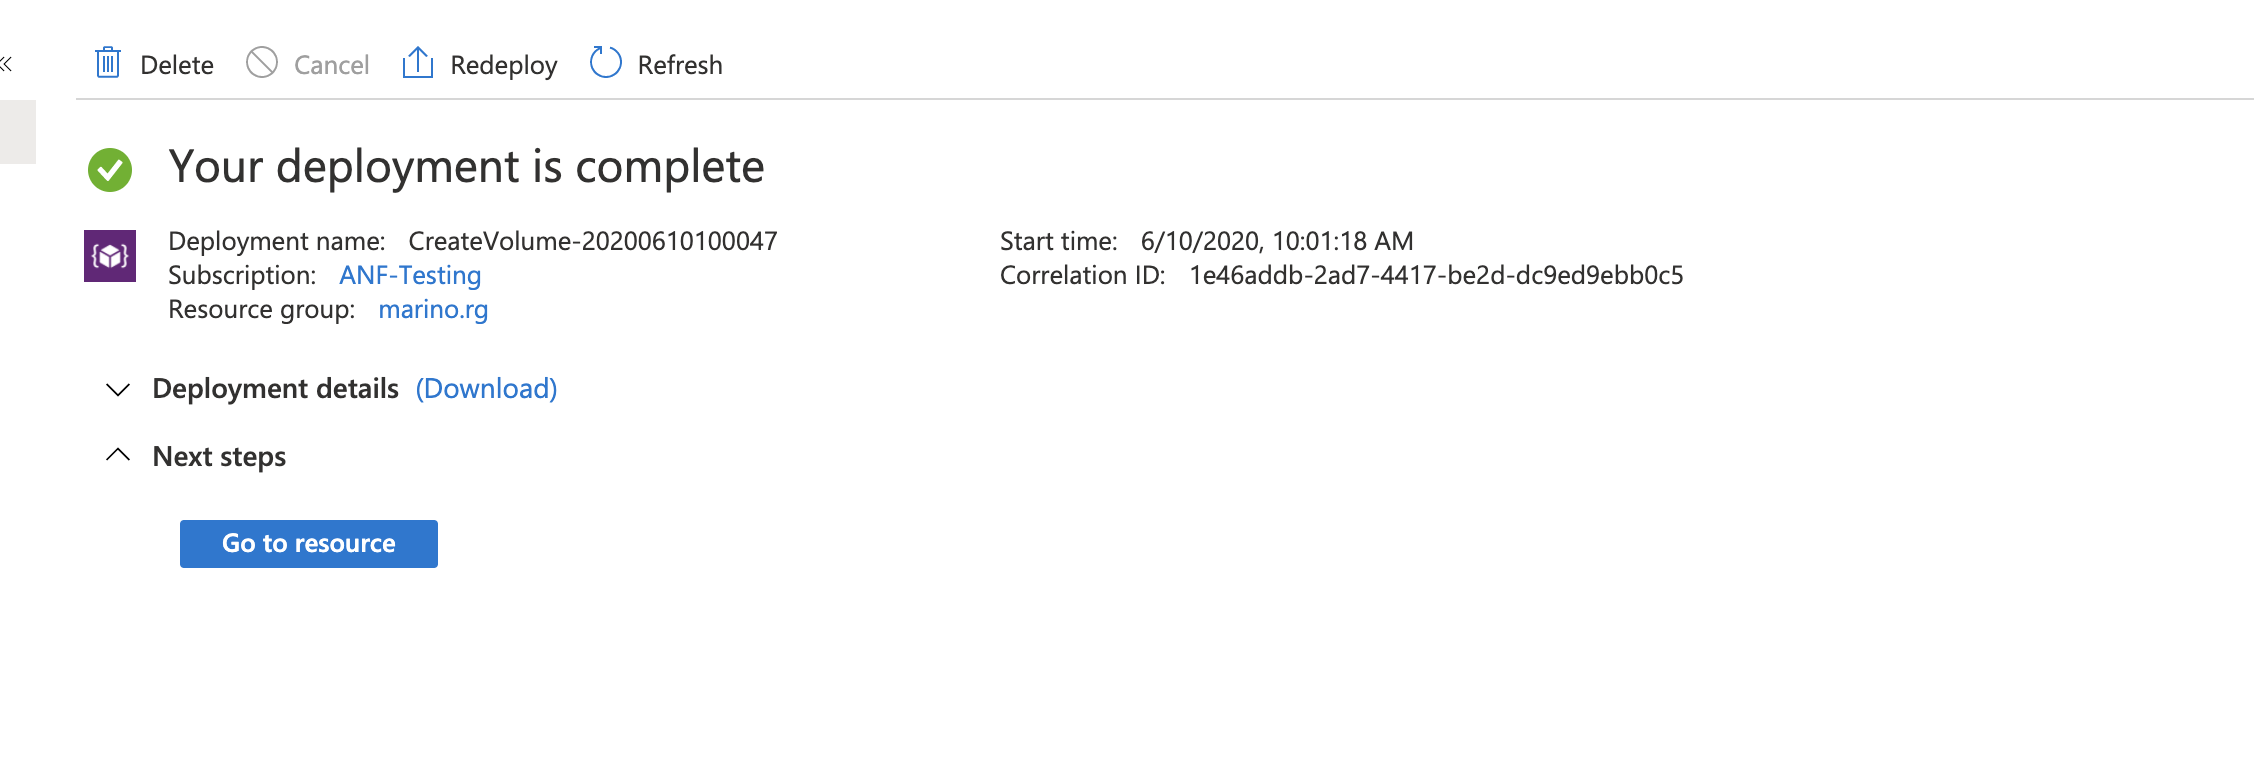 Delete Cancel Redeploy Refresh
Your deployment is complete
Deployment name: CreateVolume-20200610100047
Subscription: ANF-Testing
Resource group: marino.rg
Start time: 6/10/2020, 10:01:18 AM
Correlation ID: 1e46addb-2ad7-4417-be2d-dc9ed9ebb0c5
Deployment details (Download)
Next steps
Go to resource